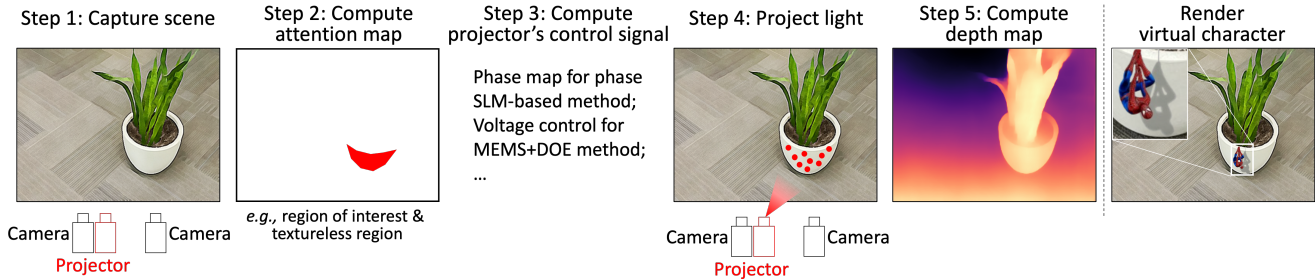 Step 1: Capture scene
Camera
Camera
Projector
Step 2: Compute
attention map
e.g., region of interest &
textureless region
Step 3: Compute
projector's control signal
Phase map for phase
SLM-based method;
Voltage control for
MEMS+DOE method;
...
Step 4: Project light
Camera
Camera
Projector
Step 5: Compute
depth map
Render
virtual character